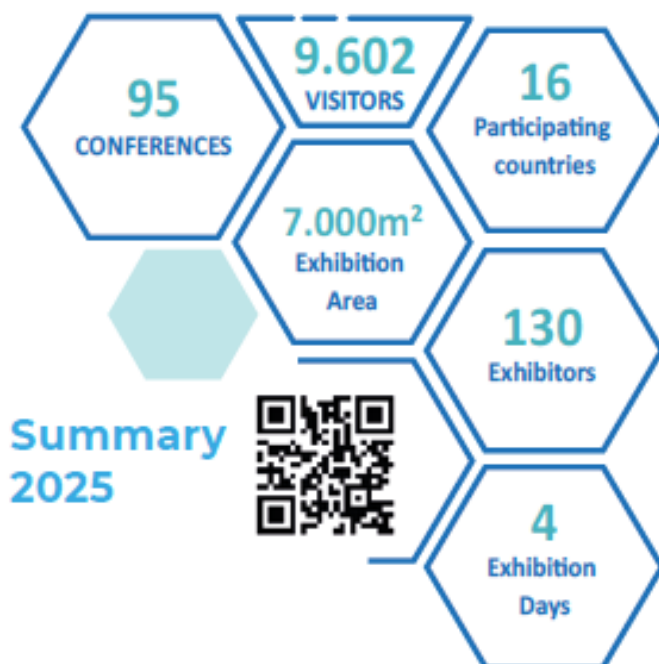 95
CONFERENCES
9.602
VISITORS
16
Participating
countries
7.000m²
Exhibition
Area
130
Exhibitors
Summary
2025
4
Exhibition
Days